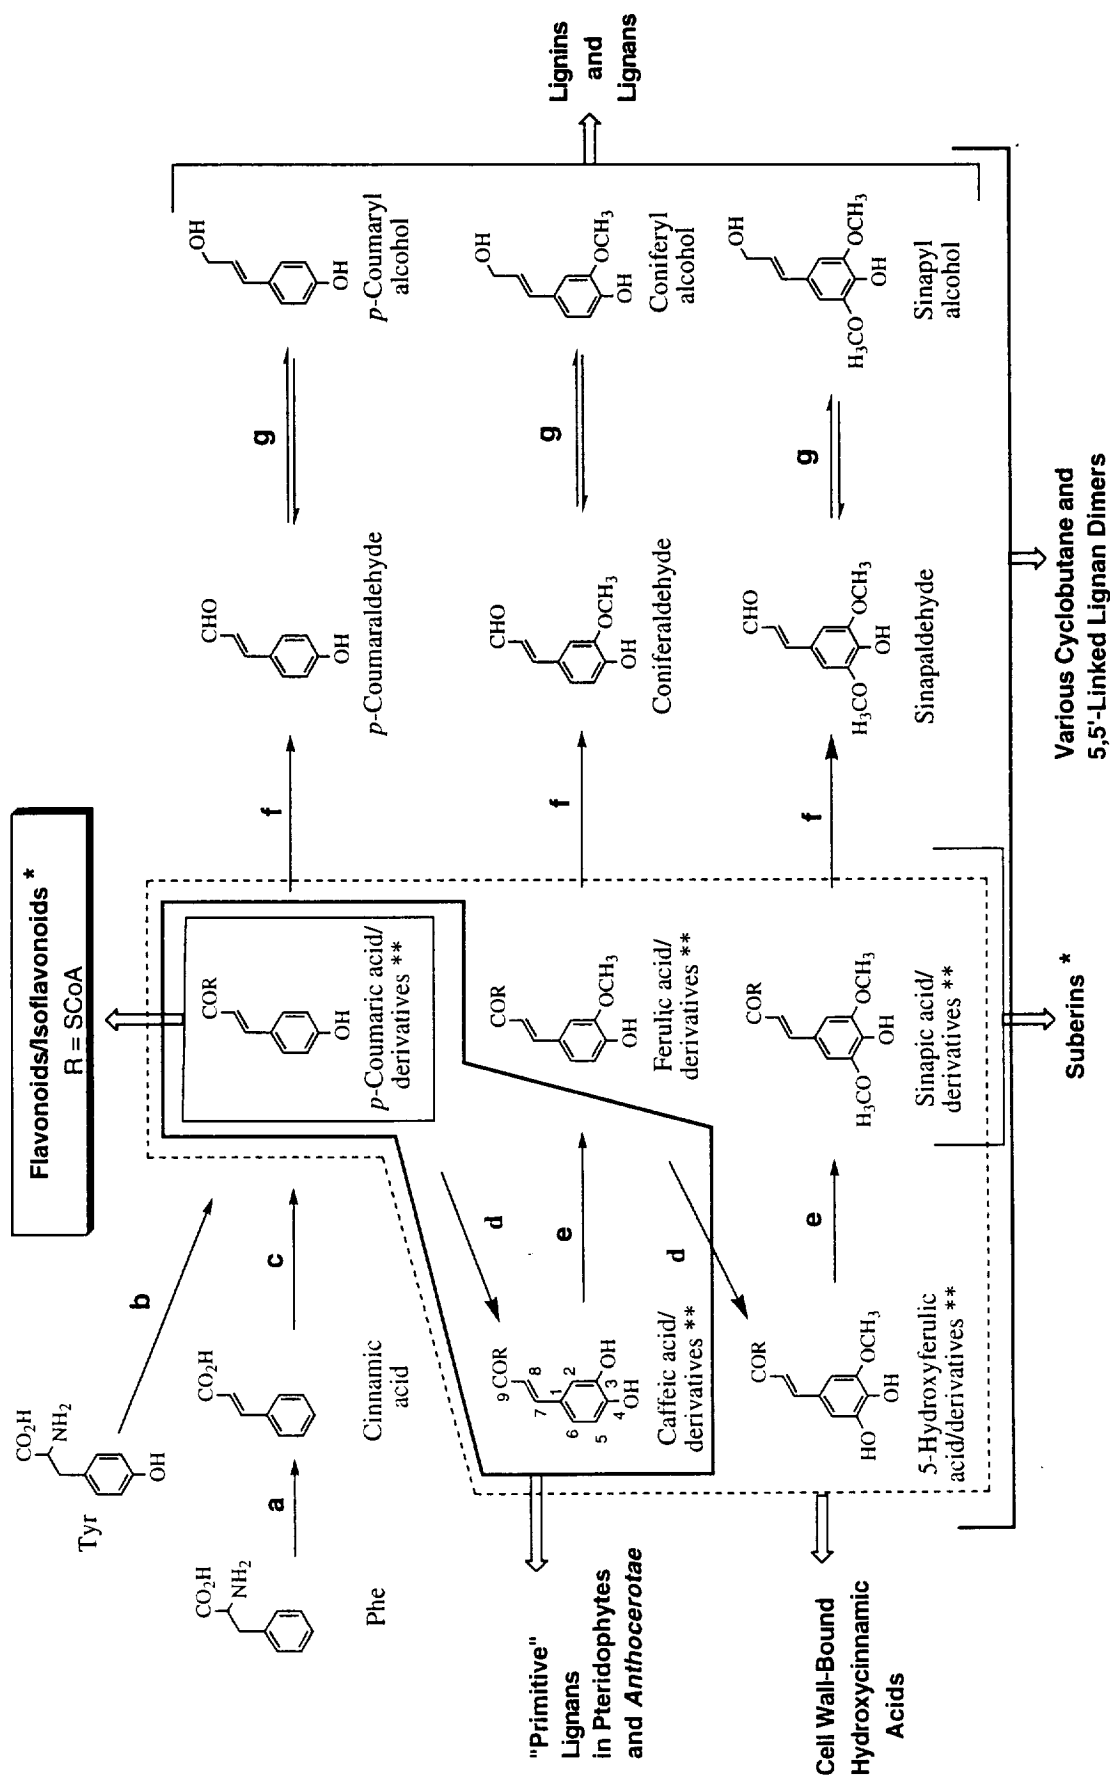 Flavonoids/Isoflavonoids *
R = SCoA
Tyr
CO₂H
NH₂
OH
b
CO₂H
NH₂
Phe
a
CO₂H
Cinnamic
acid
c
COR
OH
p-Coumaric acid/
derivatives **
f
CHO
OH
p-Coumaraldehyde
g
OH
OH
p-Coumaryl
alcohol
d
9 COR
8
7
1
2
3
4
5
6
OH
OH
Caffeic acid/
derivatives **
e
COR
OCH₃
OH
Ferulic acid/
derivatives **
f
CHO
OCH₃
OH
Coniferaldehyde
g
OH
OCH₃
OH
Coniferyl
alcohol
d
COR
HO
OCH₃
OH
5-Hydroxyferulic
acid/derivatives **
e
COR
H₃CO
OCH₃
OH
Sinapic acid/
derivatives **
f
CHO
H₃CO
OCH₃
OH
Sinapaldehyde
g
OH
H₃CO
OCH₃
OH
Sinapyl
alcohol
Lignins
and
Lignans
"Primitive"
Lignans
in Pteridophytes
and Anthocerotae
Cell Wall-Bound
Hydroxycinnamic
Acids
Suberins *
Various Cyclobutane and
5,5'-Linked Lignan Dimers